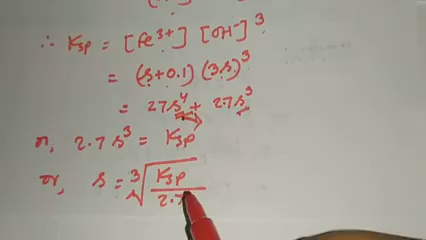 ∴ Ksp = [Fe³⁺] [OH⁻]³
= (s+0.1) (3s)³
= 27s⁴ + 2.7s³
or, 2.7s³ = Ksp
or, s = ³√(Ksp/2.7)